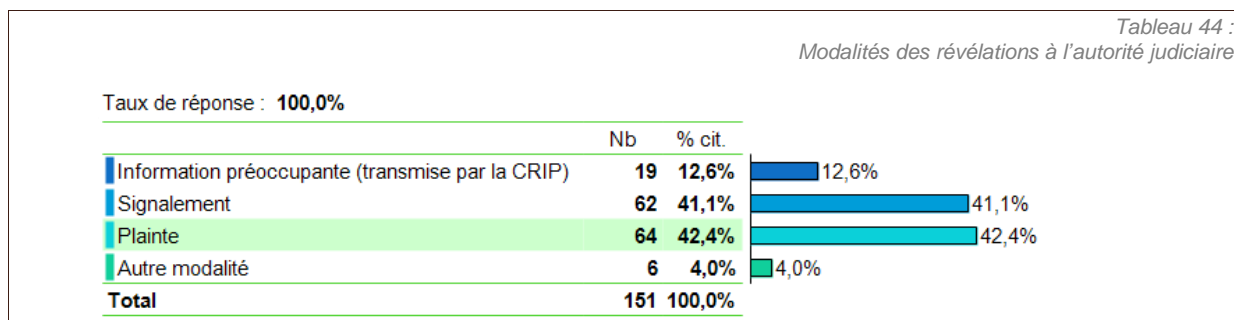 Tableau 44 :
Modalités des révélations à l'autorité judiciaire
Taux de réponse : 100,0%
Nb % cit.
Information préoccupante (transmise par la CRIP) 19 12,6% 12,6%
Signalement 62 41,1% 41,1%
Plainte 64 42,4% 42,4%
Autre modalité 6 4,0% 4,0%
Total 151 100,0%